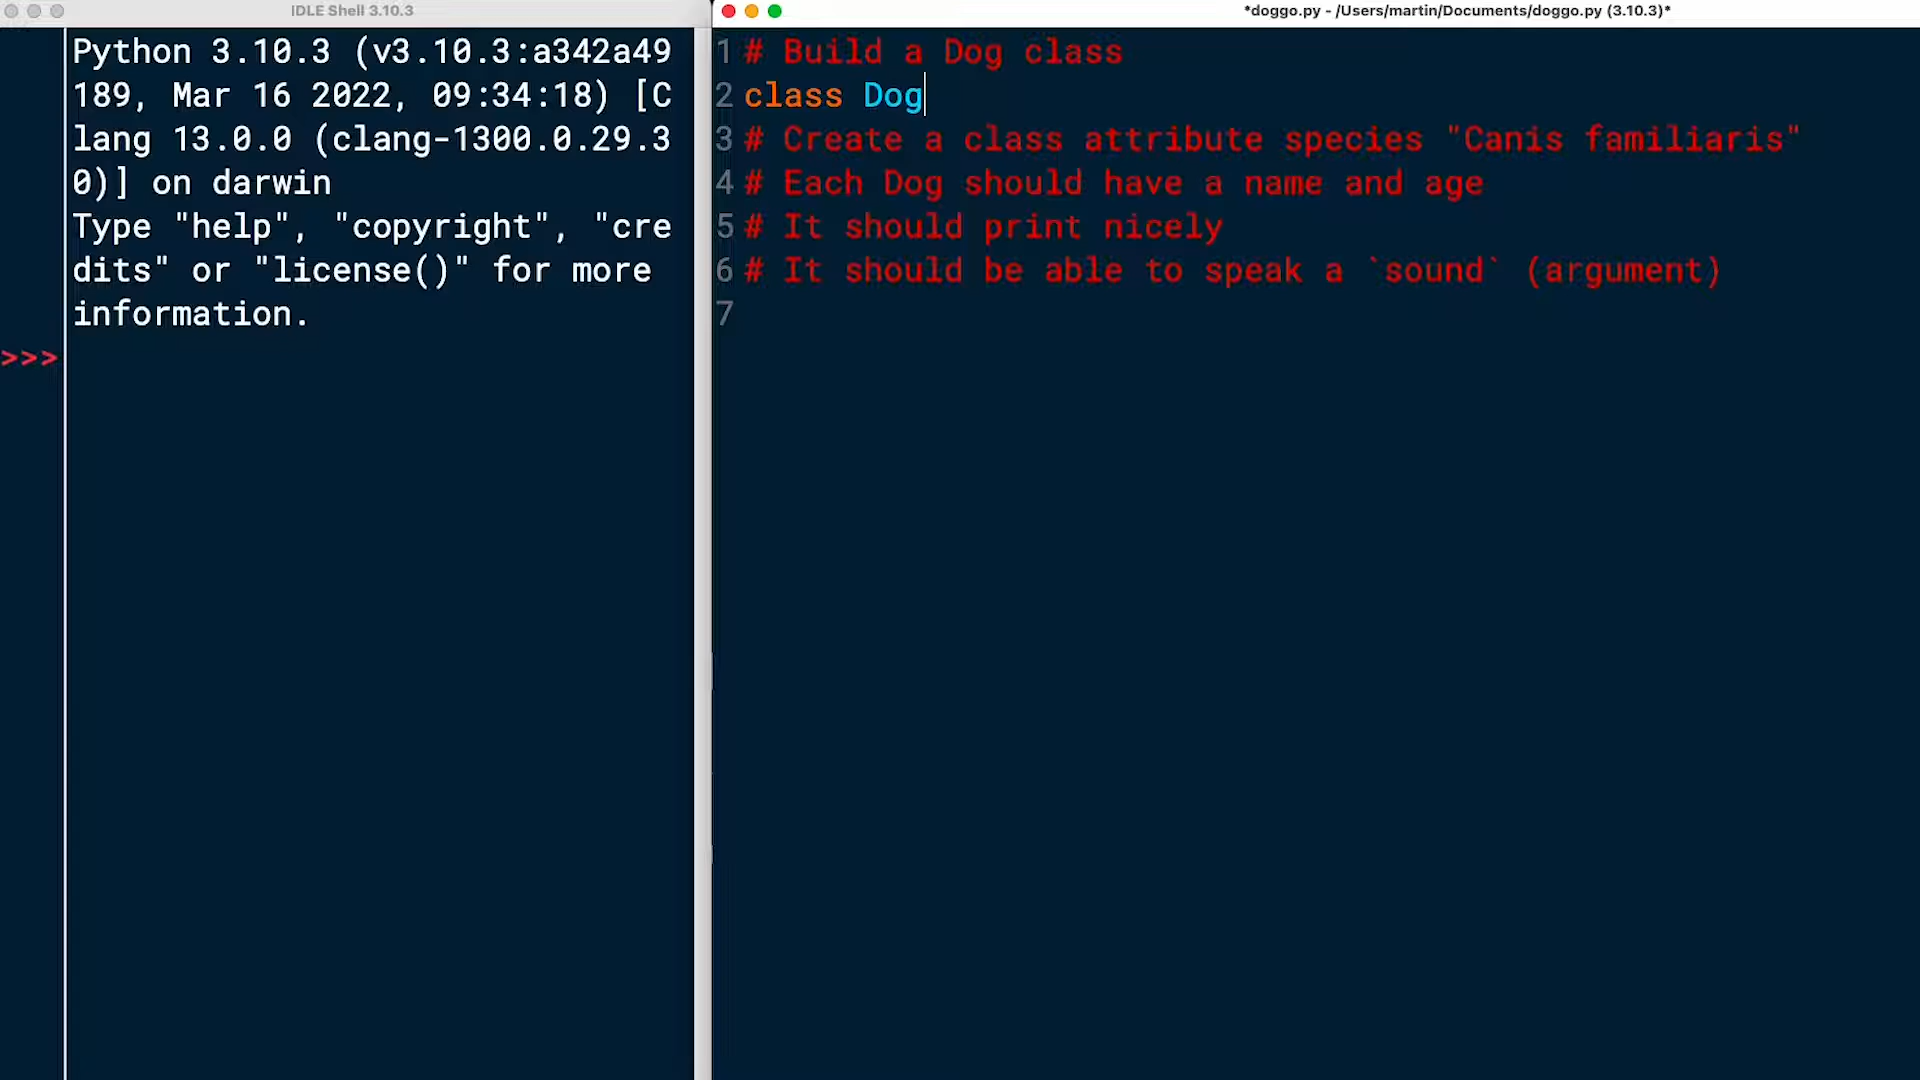 IDLE Shell 3.10.3
Python 3.10.3 (v3.10.3:a342a49
189, Mar 16 2022, 09:34:18) [C
lang 13.0.0 (clang-1300.0.29.3
0)] on darwin
Type "help", "copyright", "cre
dits" or "license()" for more
information.
>>>
*doggo.py - /Users/martin/Documents/doggo.py (3.10.3)*
1 # Build a Dog class
2 class Dog
3 # Create a class attribute species "Canis familiaris"
4 # Each Dog should have a name and age
5 # It should print nicely
6 # It should be able to speak a `sound` (argument)
7